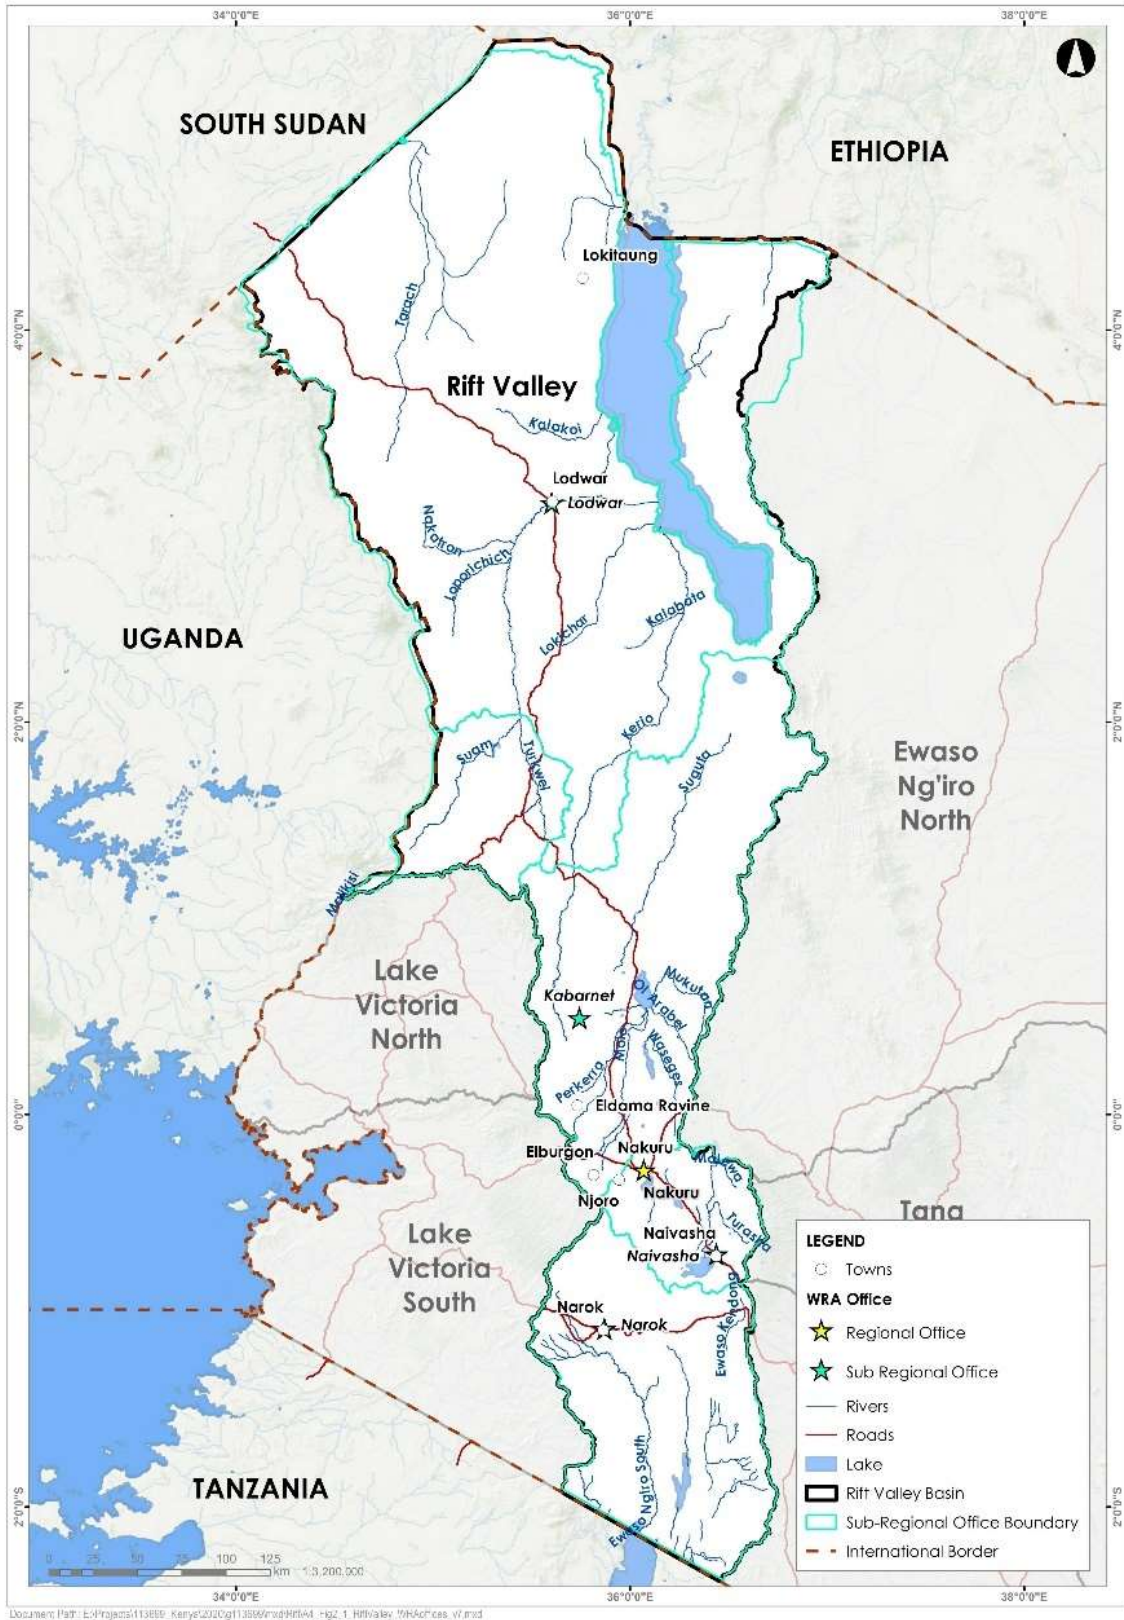 34°0'0"E
36°0'0"E
38°0'0"E
SOUTH SUDAN
ETHIOPIA
Lokitaung
4°0'0"N
4°0'0"N
Tarach
Rift Valley
Kalakoi
Lodwar
Lodwar
Nakatron
Loporichich
Lokichar
Kalabata
UGANDA
2°0'0"N
2°0'0"N
Kerio
Suam
Turkwel
Suguta
Ewaso
Ng'iro
North
Malikisi
Lake
Victoria
North
Kabarnet
Mukutan
Ol Arabel
Molo
Waseges
Perkerra
0°0'0"
0°0'0"
Eldama Ravine
Elburgon
Nakuru
Malewa
Njoro
Nakuru
Tana
Turasha
Naivasha
Naivasha
Lake
Victoria
South
Ewaso Kendong
Narok
Narok
LEGEND
Towns
WRA Office
Regional Office
Sub Regional Office
Rivers
Roads
Lake
Rift Valley Basin
Sub-Regional Office Boundary
International Border
TANZANIA
Ewaso Ngiro South
2°0'0"S
2°0'0"S
0 25 50 75 100 125
km 1:3,200,000
34°0'0"E
36°0'0"E
38°0'0"E